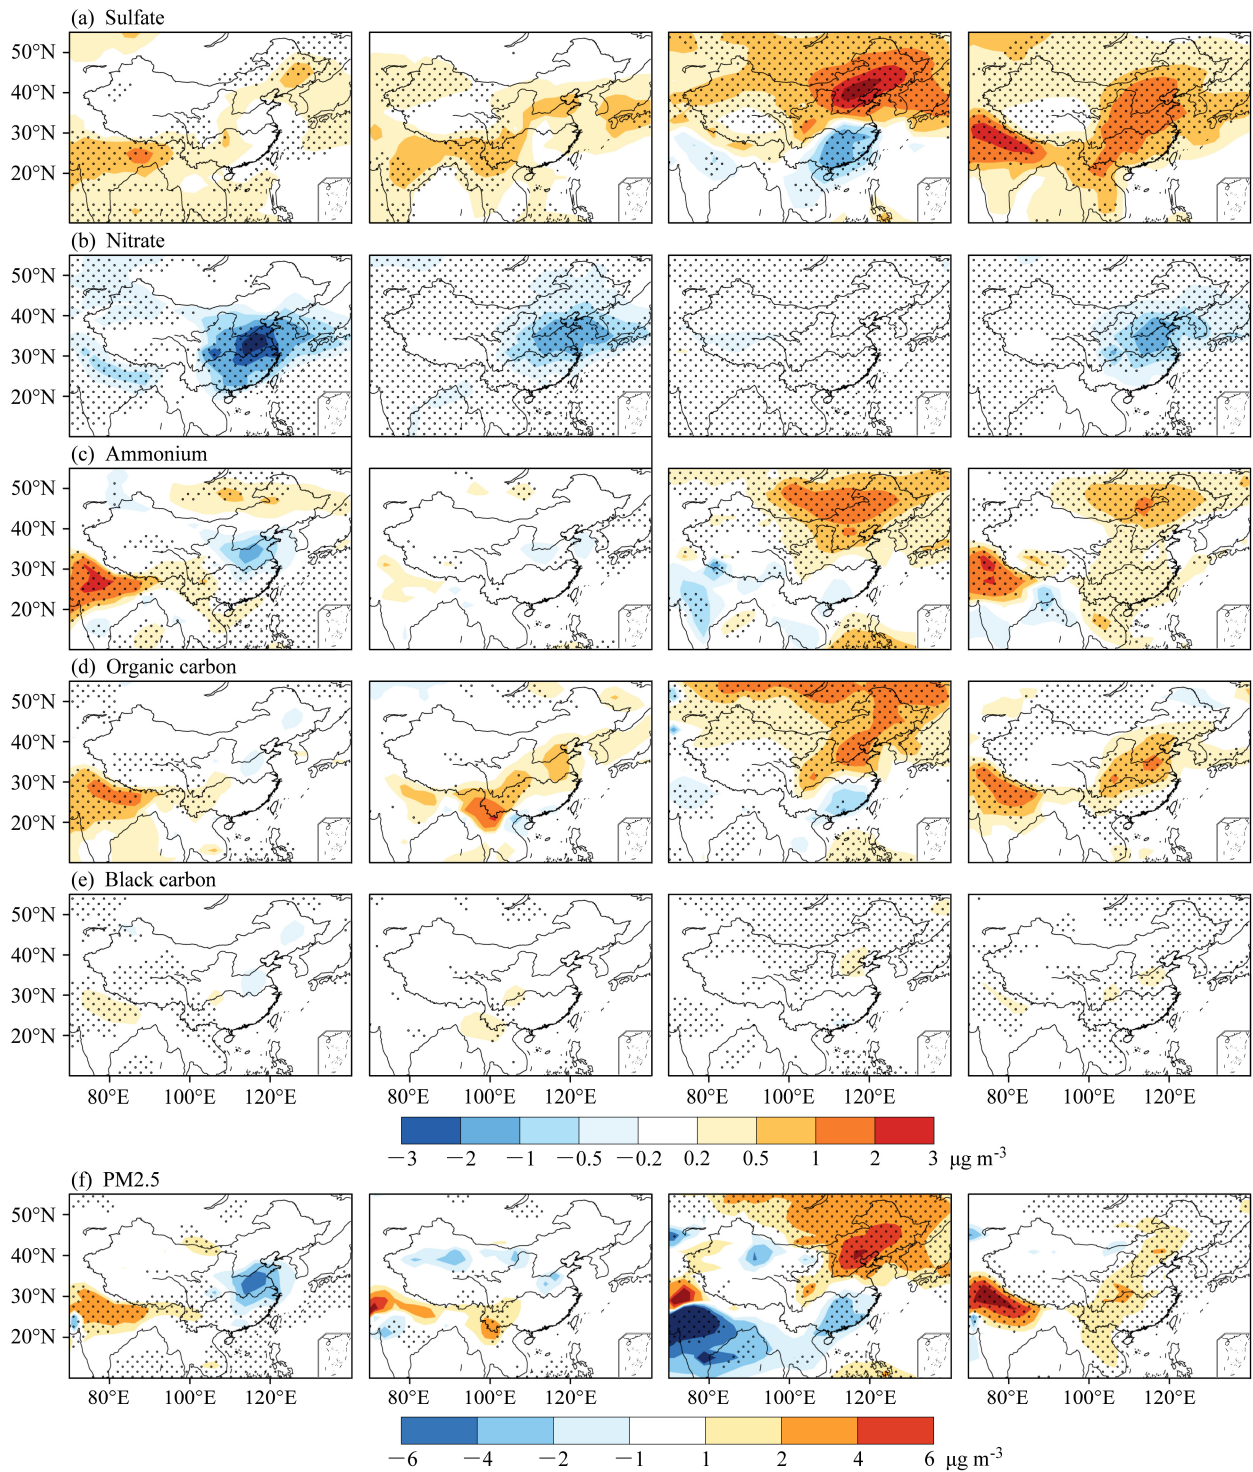 (a) Sulfate
50°N
40°N
30°N
20°N
(b) Nitrate
50°N
40°N
30°N
20°N
(c) Ammonium
50°N
40°N
30°N
20°N
(d) Organic carbon
50°N
40°N
30°N
20°N
(e) Black carbon
50°N
40°N
30°N
20°N
80°E 100°E 120°E 80°E 100°E 120°E 80°E 100°E 120°E 80°E 100°E 120°E
−3 −2 −1 −0.5 −0.2 0.2 0.5 1 2 3 μg m⁻³
(f) PM2.5
50°N
40°N
30°N
20°N
80°E 100°E 120°E 80°E 100°E 120°E 80°E 100°E 120°E 80°E 100°E 120°E
−6 −4 −2 −1 1 2 4 6 μg m⁻³